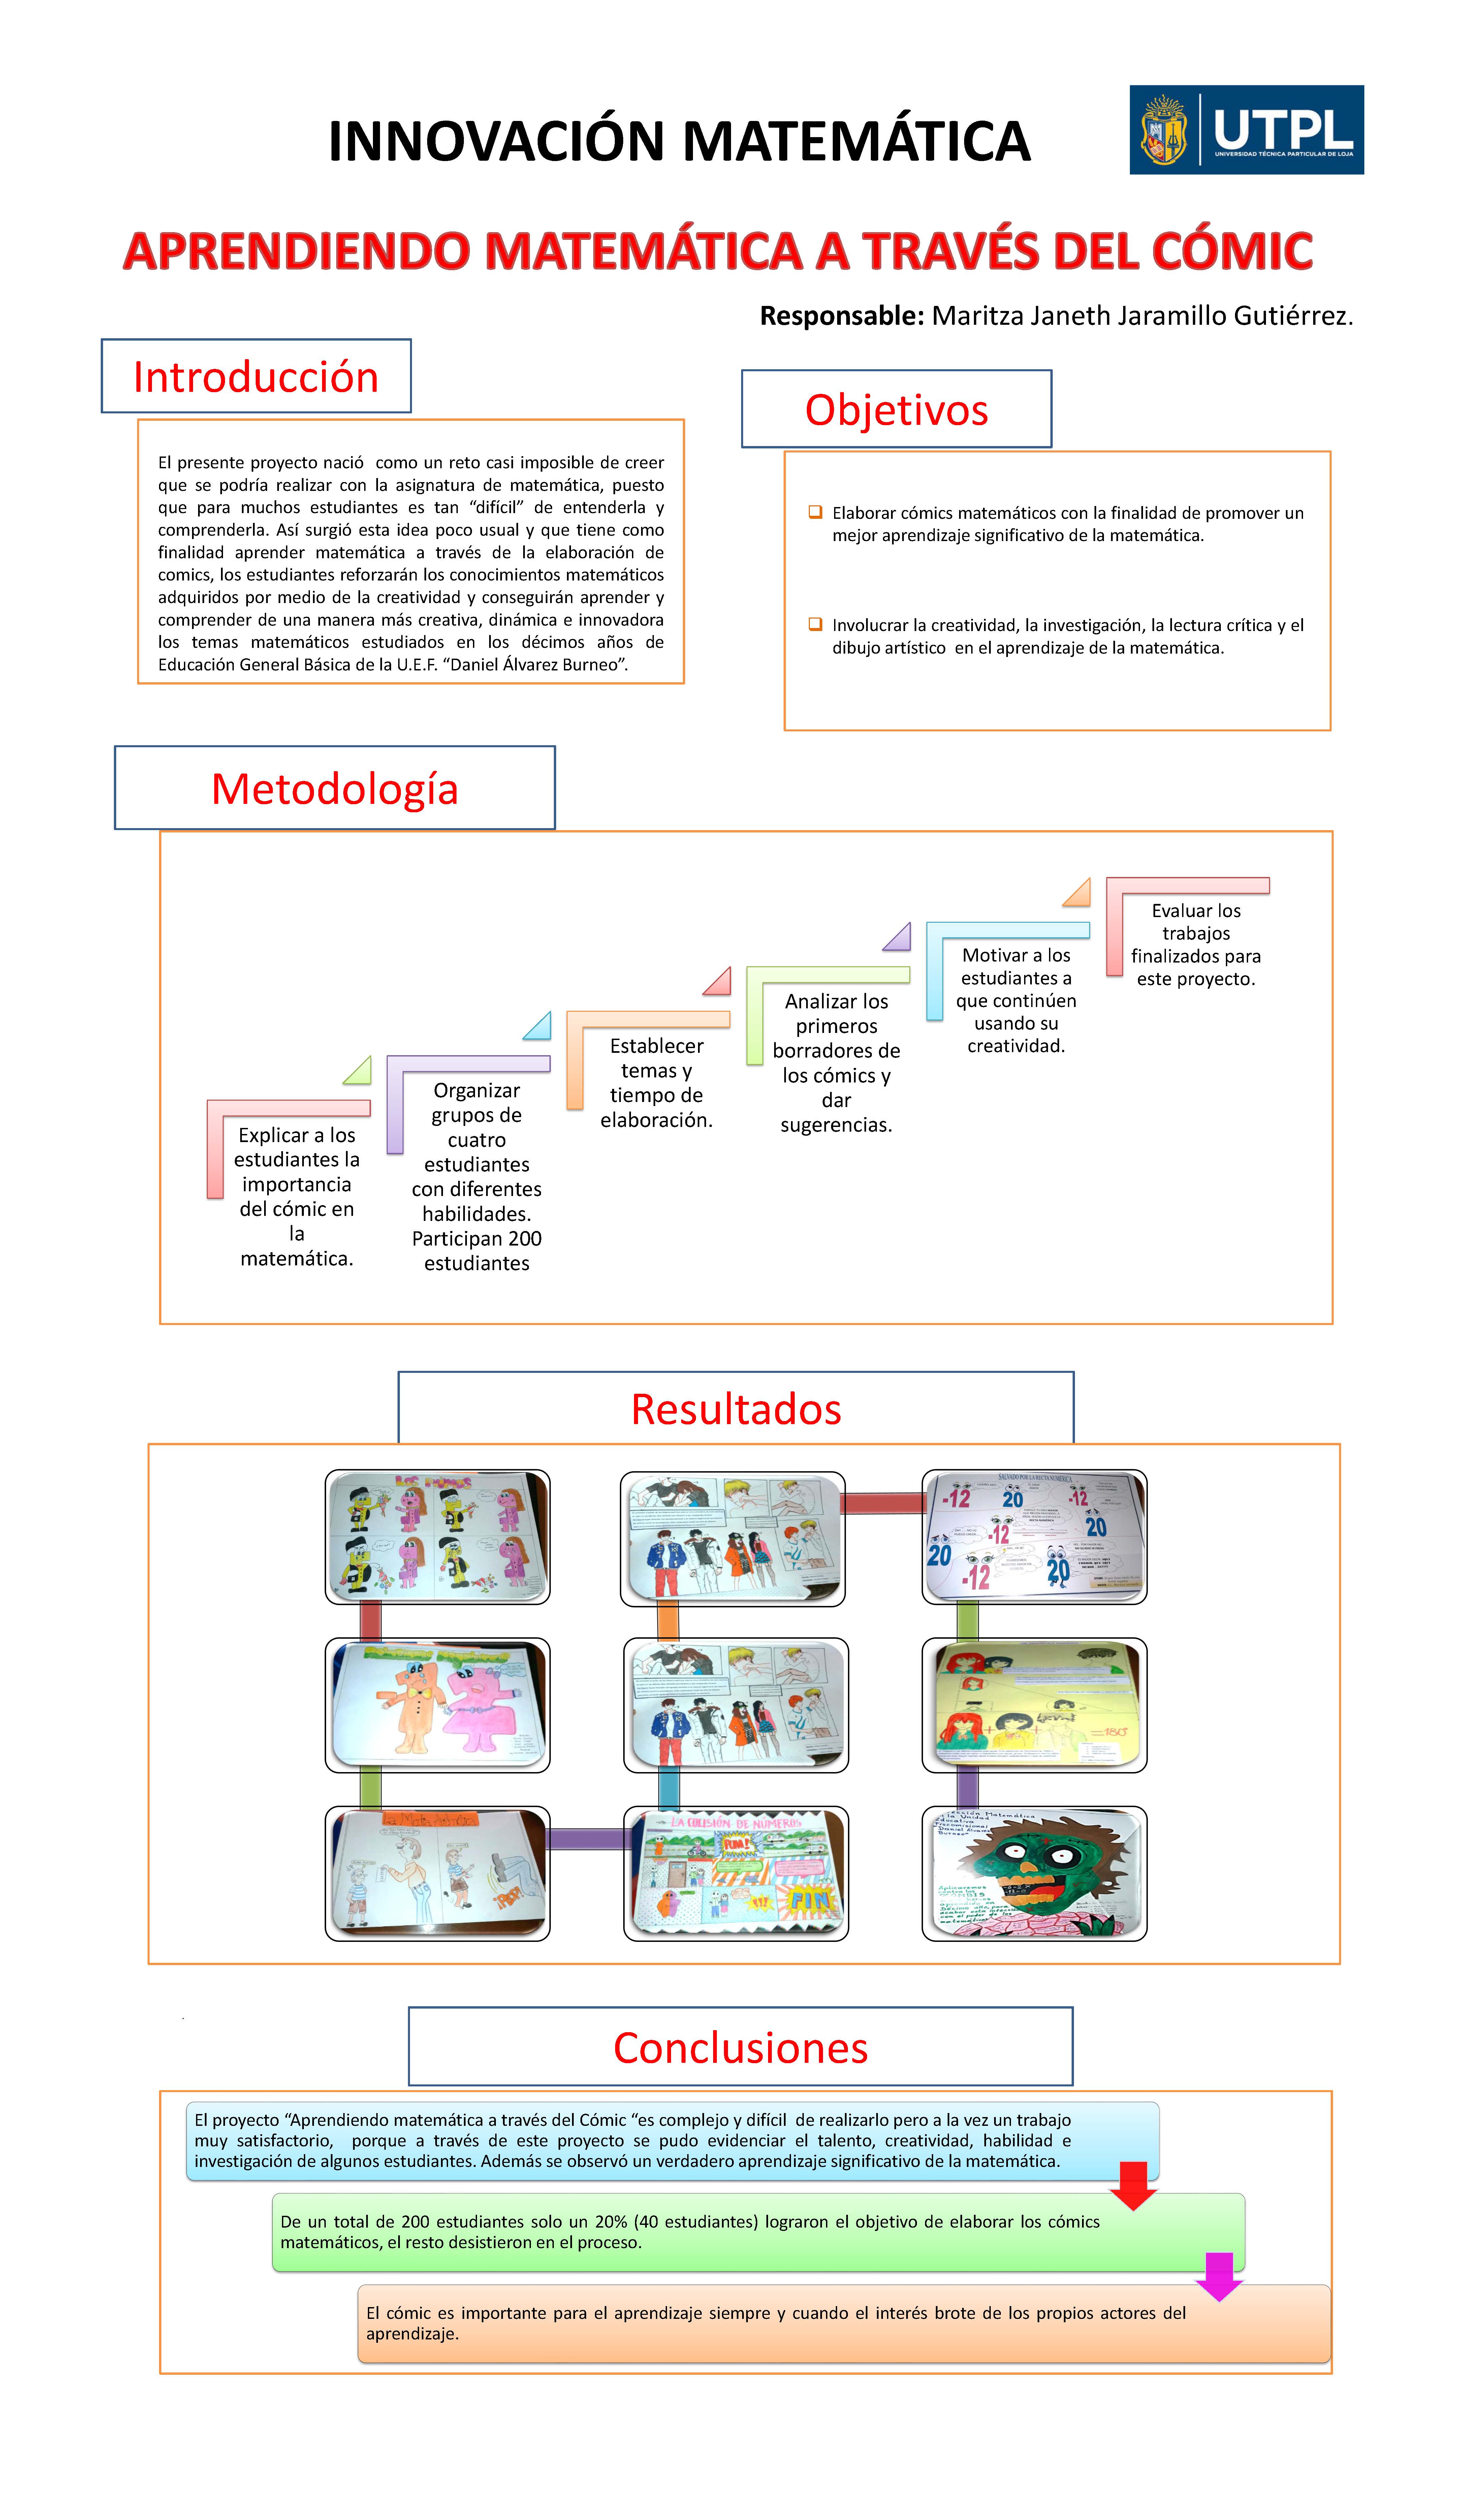 INNOVACIÓN MATEMÁTICA
UTPL
UNIVERSIDAD TÉCNICA PARTICULAR DE LOJA
APRENDIENDO MATEMÁTICA A TRAVÉS DEL CÓMIC
Responsable: Maritza Janeth Jaramillo Gutiérrez.
Introducción
El presente proyecto nació como un reto casi imposible de creer
que se podría realizar con la asignatura de matemática, puesto
que para muchos estudiantes es tan “difícil” de entenderla y
comprenderla. Así surgió esta idea poco usual y que tiene como
finalidad aprender matemática a través de la elaboración de
comics, los estudiantes reforzarán los conocimientos matemáticos
adquiridos por medio de la creatividad y conseguirán aprender y
comprender de una manera más creativa, dinámica e innovadora
los temas matemáticos estudiados en los décimos años de
Educación General Básica de la U.E.F. “Daniel Álvarez Burneo”.
Objetivos
Elaborar cómics matemáticos con la finalidad de promover un
mejor aprendizaje significativo de la matemática.
Involucrar la creatividad, la investigación, la lectura crítica y el
dibujo artístico en el aprendizaje de la matemática.
Metodología
Explicar a los
estudiantes la
importancia
del cómic en
la
matemática.
Organizar
grupos de
cuatro
estudiantes
con diferentes
habilidades.
Participan 200
estudiantes
Establecer
temas y
tiempo de
elaboración.
Analizar los
primeros
borradores de
los cómics y
dar
sugerencias.
Motivar a los
estudiantes a
que continúen
usando su
creatividad.
Evaluar los
trabajos
finalizados para
este proyecto.
Resultados
SALVADO POR LA RECTA NUMÉRICA
-12
20
-12
-12
20
20
-12
20
=180
LA COLISIÓN DE NUMEROS
PUM!
FIN
Conclusiones
El proyecto “Aprendiendo matemática a través del Cómic “es complejo y difícil de realizarlo pero a la vez un trabajo
muy satisfactorio, porque a través de este proyecto se pudo evidenciar el talento, creatividad, habilidad e
investigación de algunos estudiantes. Además se observó un verdadero aprendizaje significativo de la matemática.
De un total de 200 estudiantes solo un 20% (40 estudiantes) lograron el objetivo de elaborar los cómics
matemáticos, el resto desistieron en el proceso.
El cómic es importante para el aprendizaje siempre y cuando el interés brote de los propios actores del
aprendizaje.